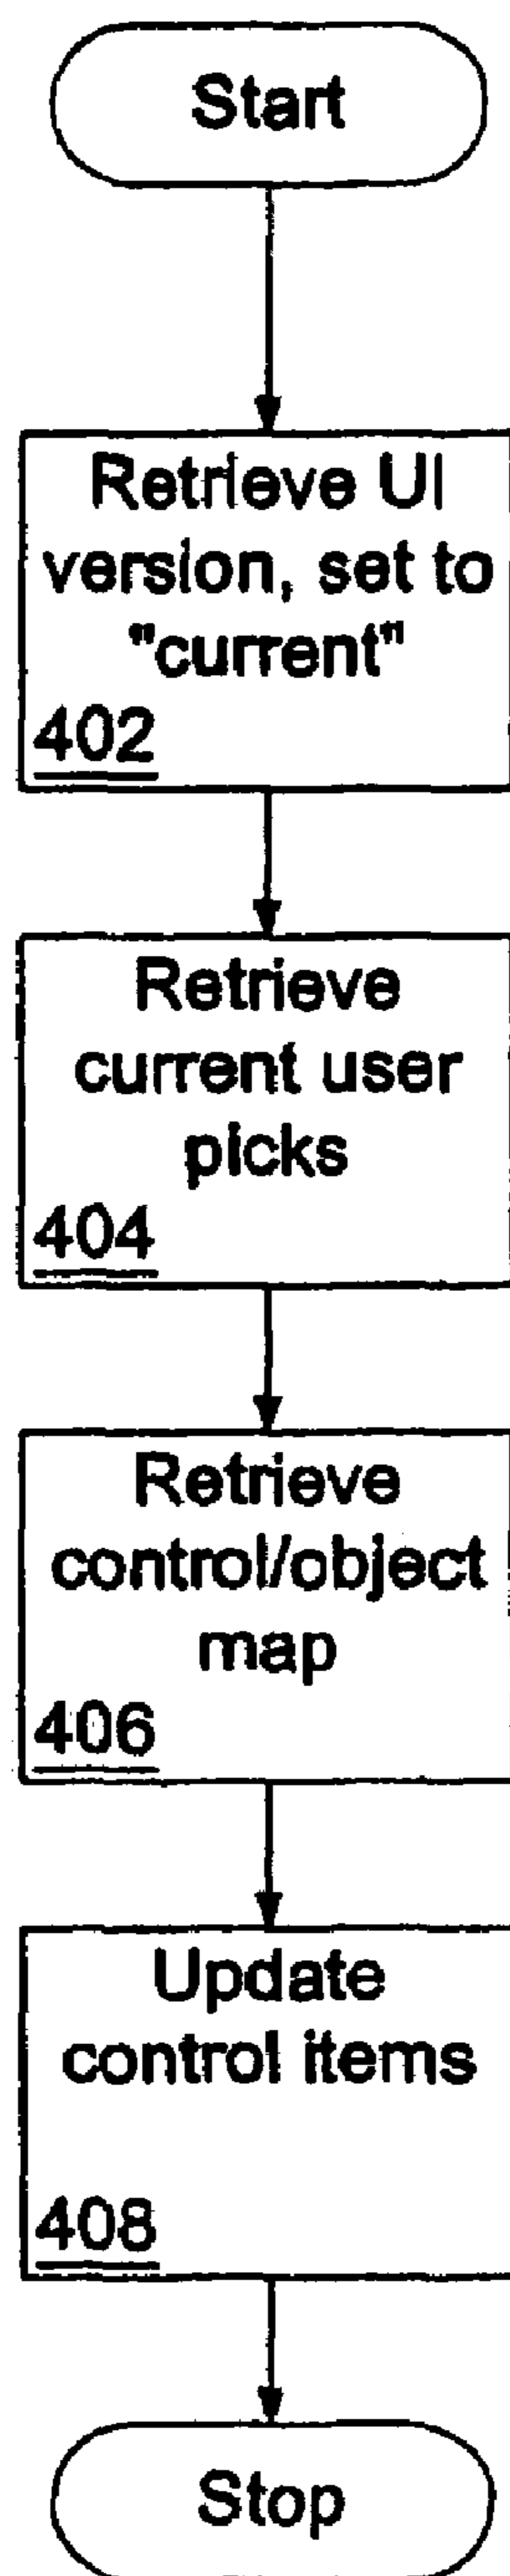 Start
Retrieve UI
version, set to
"current"
402
Retrieve
current user
picks
404
Retrieve
control/object
map
406
Update
control items
408
Stop